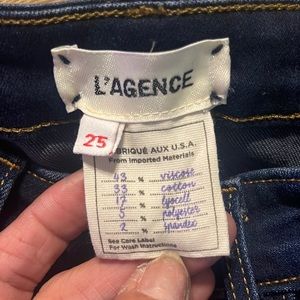 L'AGENCE
25
BRIQUÉ AUX U.S.A.
From Imported Materials
43 % viscose
33 % cotton
17 % lyocell
5 % polyester
2 % spandex
See Care Label
For Wash Instructions